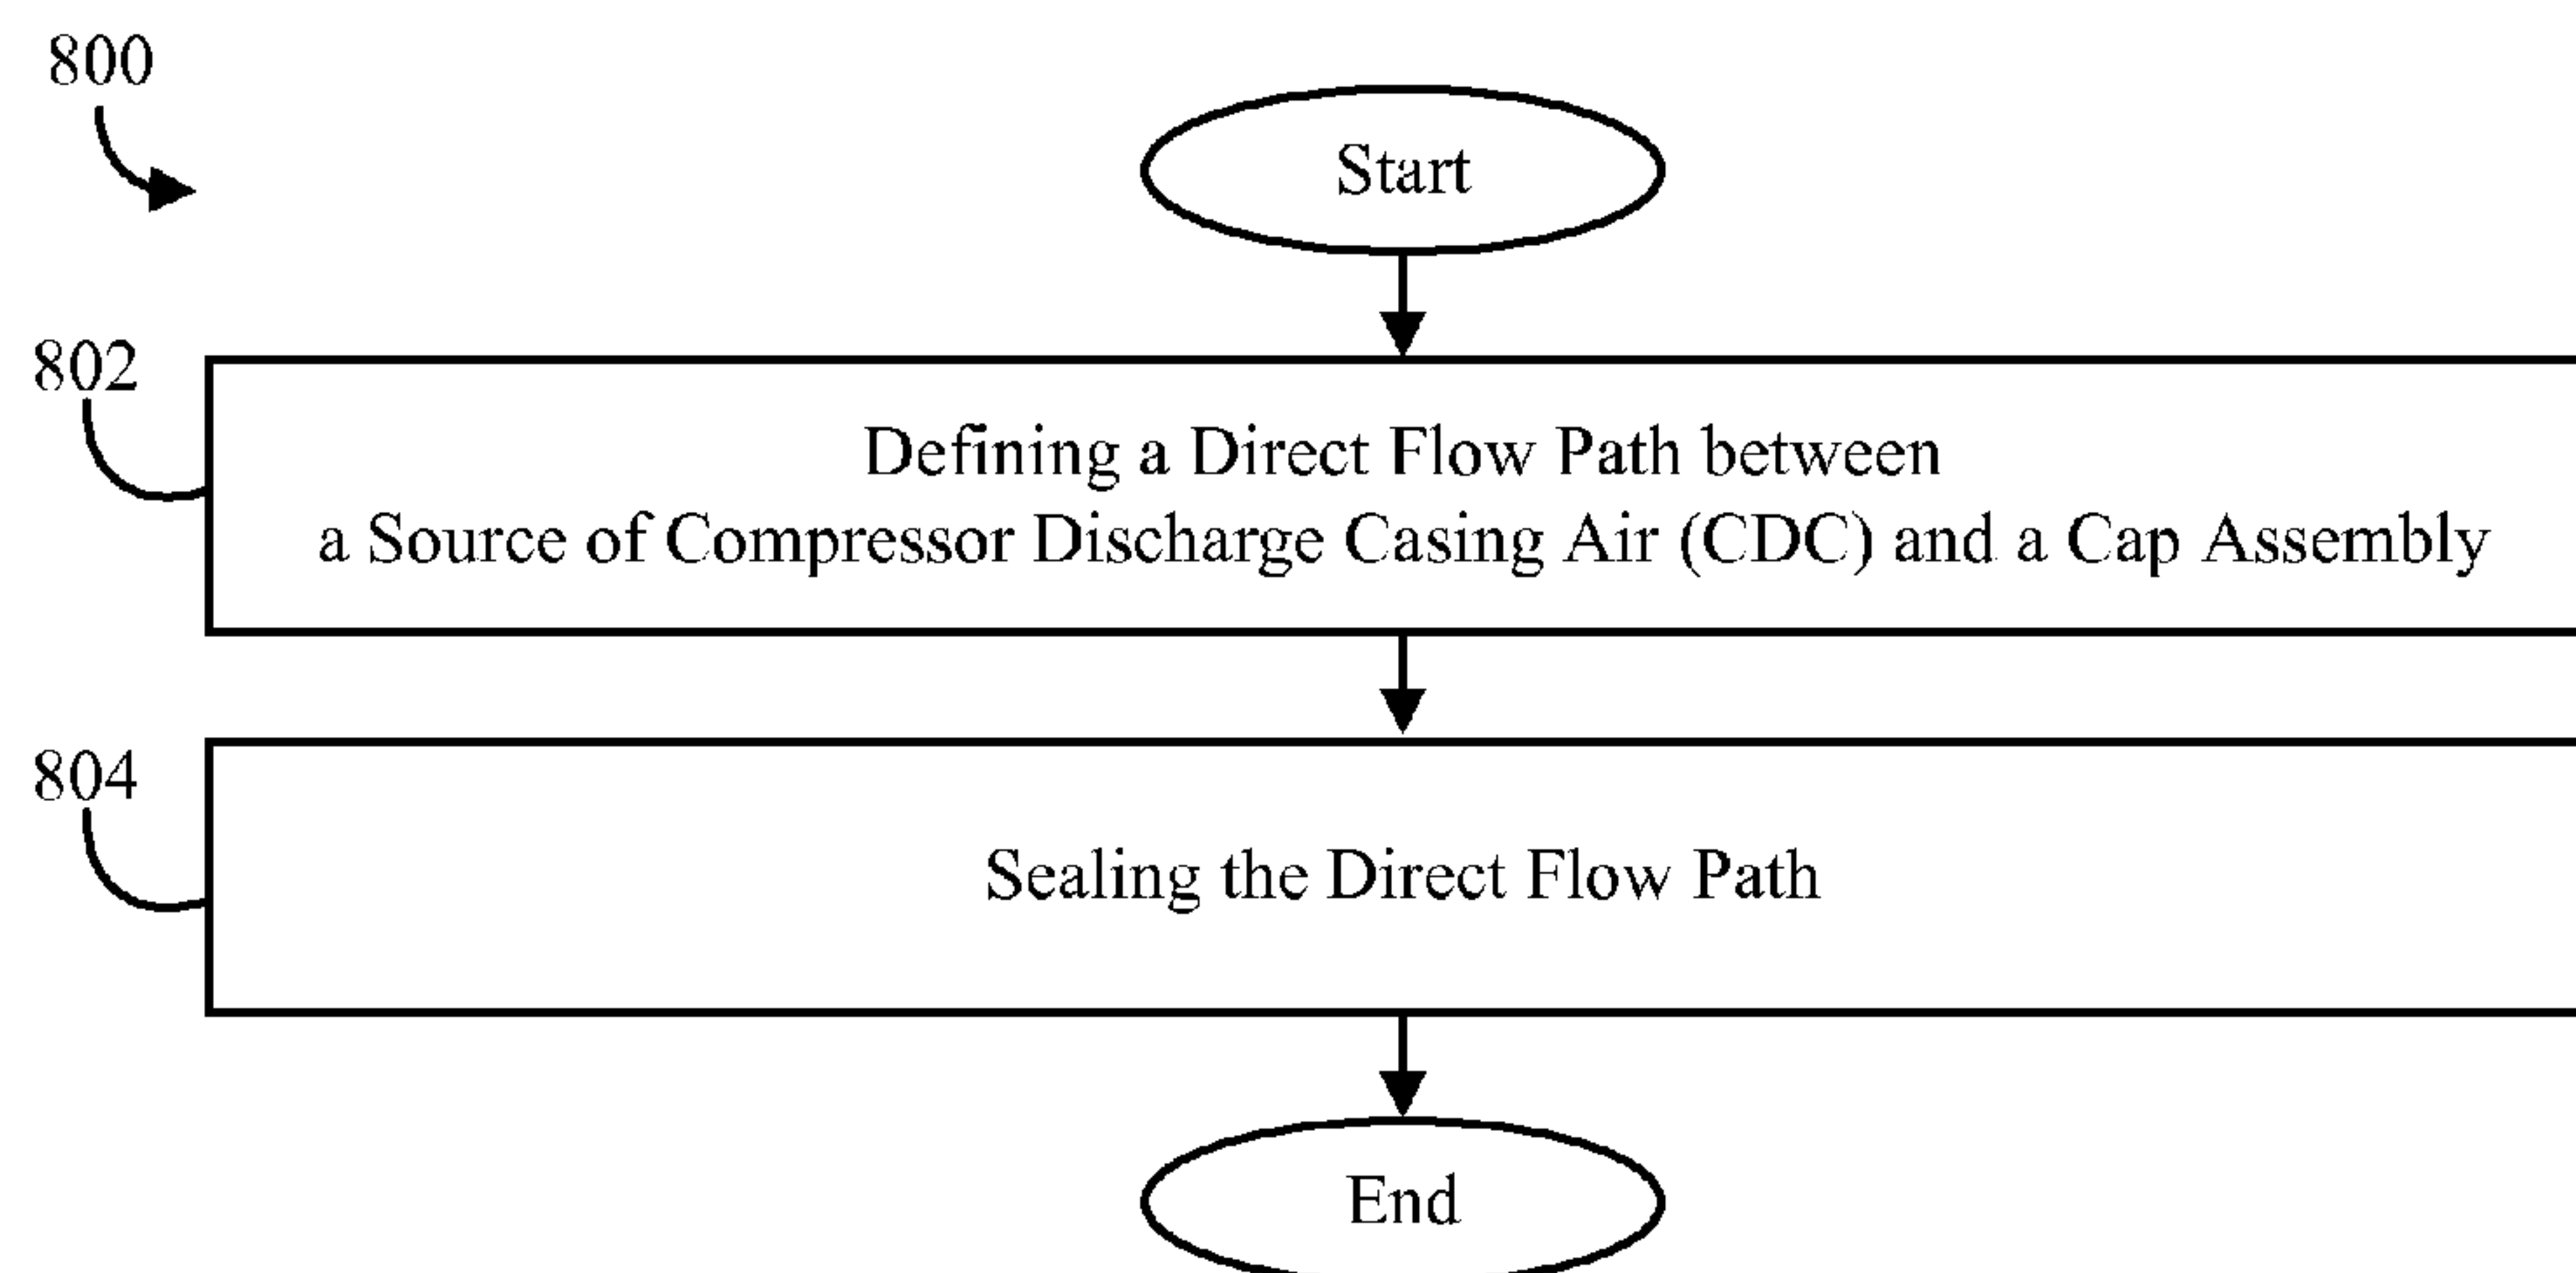 800
Start
802
Defining a Direct Flow Path between
a Source of Compressor Discharge Casing Air (CDC) and a Cap Assembly
804
Sealing the Direct Flow Path
End